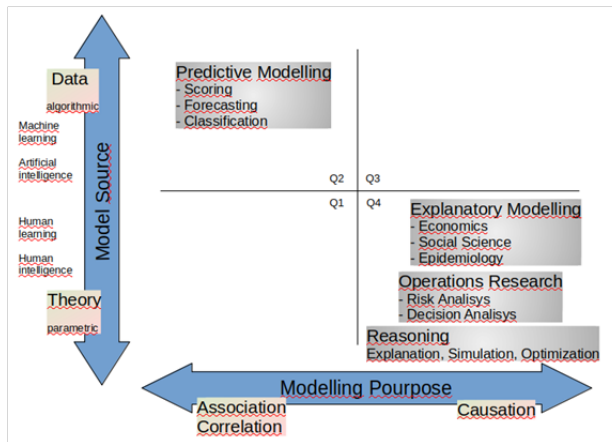 Data
algorithmic
Machine
learning
Artificial
intelligence
Human
learning
Human
intelligence
Theory
parametric
Model Source
Predictive Modelling
- Scoring
- Forecasting
- Classification
Q2
Q3
Q1
Q4
Explanatory Modelling
- Economics
- Social Science
- Epidemiology
Operations Research
- Risk Analisys
- Decision Analisys
Reasoning
Explanation, Simulation, Optimization
Modelling Pourpose
Association
Correlation
Causation